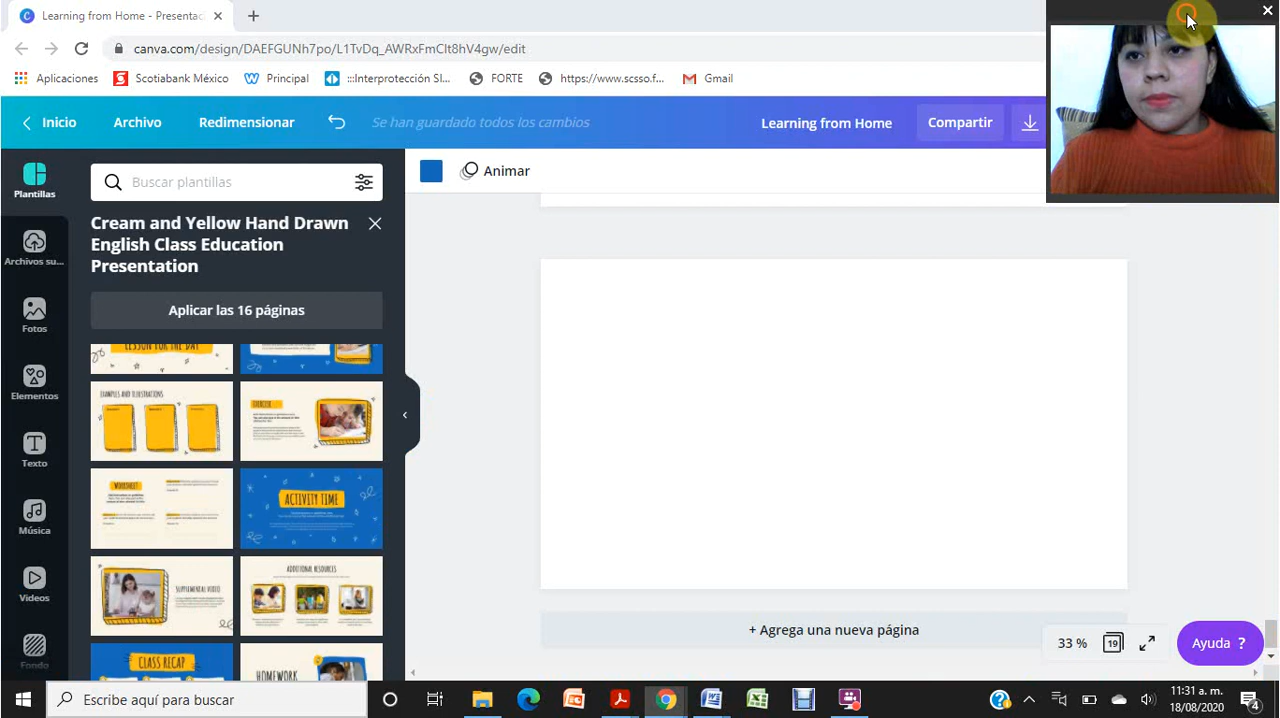 Learning from Home - Presentac
canva.com/design/DAEFGUNh7po/L1TvDq_AWRxFmClt8hV4gw/edit
Aplicaciones
Scotiabank México
Principal
:::Interprotección SI...
FORTE
https://www.scsso.f...
Gmail
Inicio
Archivo
Redimensionar
Se han guardado todos los cambios
Learning from Home
Compartir
Plantillas
Buscar plantillas
Animar
Cream and Yellow Hand Drawn
English Class Education
Presentation
Archivos su...
Aplicar las 16 páginas
Fotos
LESSON FOR THE DAY
Elementos
EXAMPLES AND ILLUSTRATIONS
EXERCISE
Texto
WORKSHEET
ACTIVITY TIME
Música
SUPPLEMENTAL VIDEO
ADDITIONAL RESOURCES
Videos
CLASS RECAP
HOMEWORK
Fondo
+ Agrega una nueva página
33 %
19
Ayuda ?
Escribe aquí para buscar
11:31 a. m.
18/08/2020
4